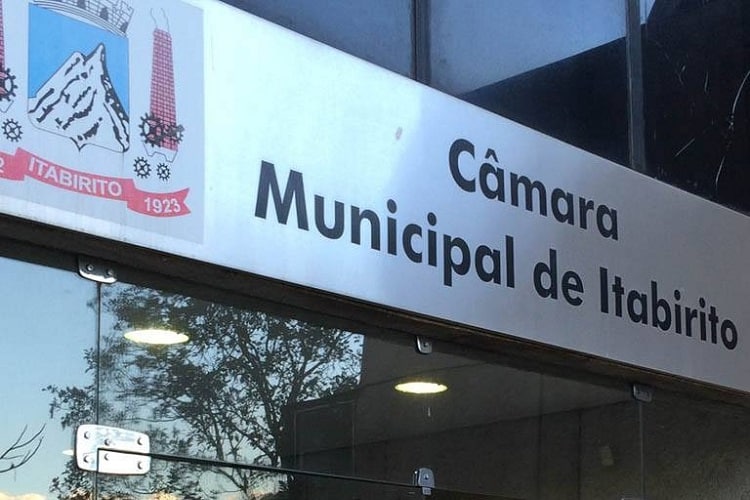 Câmara
Municipal de Itabirito
ITABIRITO
1923